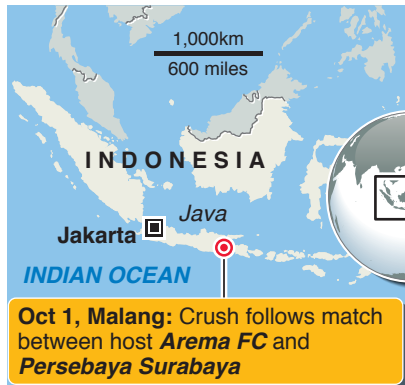 1,000km
600 miles
INDONESIA
Java
Jakarta
INDIAN OCEAN
Oct 1, Malang: Crush follows match
between host Arema FC and
Persebaya Surabaya